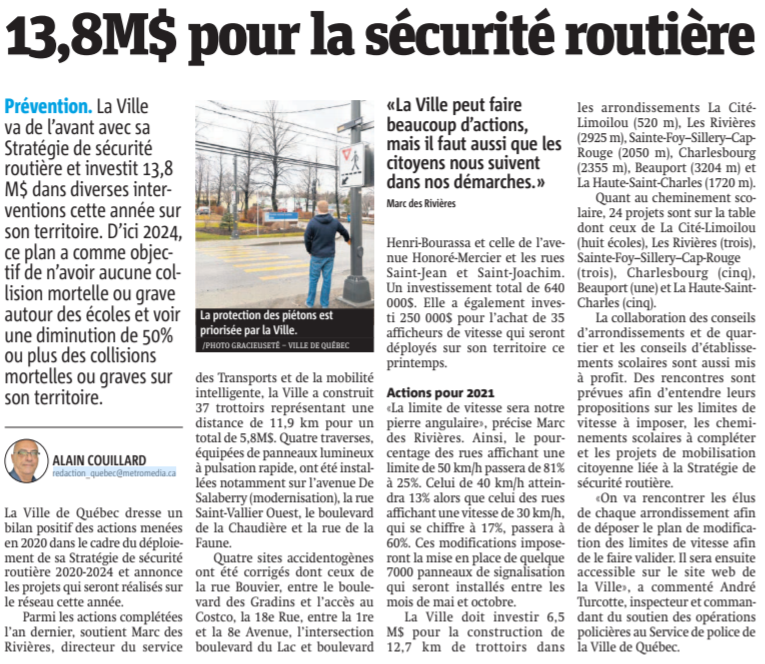 13,8M$ pour la sécurité routière
Prévention. La Ville
va de l'avant avec sa
Stratégie de sécurité
routière et investit 13,8
M$ dans diverses inter-
ventions cette année sur
son territoire. D'ici 2024,
ce plan a comme objec-
tif de n'avoir aucune col-
lision mortelle ou grave
autour des écoles et voir
une diminution de 50%
ou plus des collisions
mortelles ou graves sur
son territoire.
ALAIN COUILLARD
redaction_quebec@metromedia.ca
La Ville de Québec dresse un
bilan positif des actions menées
en 2020 dans le cadre du déploie-
ment de sa Stratégie de sécurité
routière 2020-2024 et annonce
les projets qui seront réalisés sur
le réseau cette année.
Parmi les actions complétées
l'an dernier, soutient Marc des
Rivières, directeur du service
La protection des piétons est
priorisée par la Ville.
/PHOTO GRACIEUSETÉ – VILLE DE QUÉBEC
des Transports et de la mobilité
intelligente, la Ville a construit
37 trottoirs représentant une
distance de 11,9 km pour un
total de 5,8M$. Quatre traverses,
équipées de panneaux lumineux
à pulsation rapide, ont été instal-
lées notamment sur l'avenue De
Salaberry (modernisation), la rue
Saint-Vallier Ouest, le boulevard
de la Chaudière et la rue de la
Faune.
Quatre sites accidentogènes
ont été corrigés dont ceux de
la rue Bouvier, entre le boule-
vard des Gradins et l'accès au
Costco, la 18e Rue, entre la 1re
et la 8e Avenue, l'intersection
boulevard du Lac et boulevard
«La Ville peut faire
beaucoup d'actions,
mais il faut aussi que les
citoyens nous suivent
dans nos démarches.»
Marc des Rivières
Henri-Bourassa et celle de l'ave-
nue Honoré-Mercier et les rues
Saint-Jean et Saint-Joachim.
Un investissement total de 640
000$. Elle a également inves-
ti 250 000$ pour l'achat de 35
afficheurs de vitesse qui seront
déployés sur son territoire ce
printemps.
Actions pour 2021
«La limite de vitesse sera notre
pierre angulaire», précise Marc
des Rivières. Ainsi, le pour-
centage des rues affichant une
limite de 50 km/h passera de 81%
à 25%. Celui de 40 km/h attein-
dra 13% alors que celui des rues
affichant une vitesse de 30 km/h,
qui se chiffre à 17%, passera à
60%. Ces modifications impose-
ront la mise en place de quelque
7000 panneaux de signalisation
qui seront installés entre les
mois de mai et octobre.
La Ville doit investir 6,5
M$ pour la construction de
12,7 km de trottoirs dans
les arrondissements La Cité-
Limoilou (520 m), Les Rivières
(2925 m), Sainte-Foy–Sillery–Cap-
Rouge (2050 m), Charlesbourg
(2355 m), Beauport (3204 m) et
La Haute-Saint-Charles (1720 m).
Quant au cheminement sco-
laire, 24 projets sont sur la table
dont ceux de La Cité-Limoilou
(huit écoles), Les Rivières (trois),
Sainte-Foy–Sillery–Cap-Rouge
(trois), Charlesbourg (cinq),
Beauport (une) et La Haute-Saint-
Charles (cinq).
La collaboration des conseils
d'arrondissements et de quar-
tier et les conseils d'établisse-
ments scolaires sont aussi mis
à profit. Des rencontres sont
prévues afin d'entendre leurs
propositions sur les limites de
vitesse à imposer, les chemi-
nements scolaires à compléter
et les projets de mobilisation
citoyenne liée à la Stratégie de
sécurité routière.
«On va rencontrer les élus
de chaque arrondissement afin
de déposer le plan de modifica-
tion des limites de vitesse afin
de le faire valider. Il sera ensuite
accessible sur le site web de
la Ville», a commenté André
Turcotte, inspecteur et comman-
dant du soutien des opérations
policières au Service de police de
la Ville de Québec.